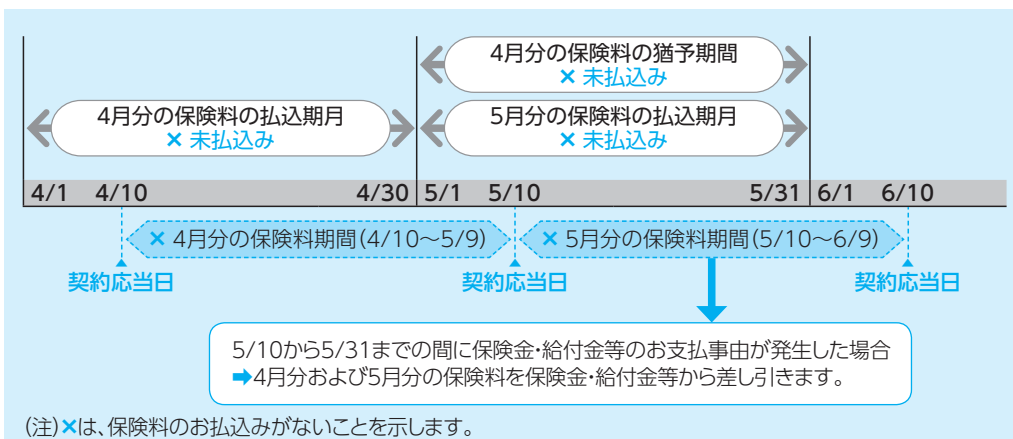 4月分の保険料の猶予期間
× 未払込み
4月分の保険料の払込期月
× 未払込み
5月分の保険料の払込期月
× 未払込み
4/1 4/10 4/30 5/1 5/10 5/31 6/1 6/10
× 4月分の保険料期間(4/10〜5/9)
× 5月分の保険料期間(5/10〜6/9)
契約応当日 契約応当日 契約応当日
5/10から5/31までの間に保険金・給付金等のお支払事由が発生した場合
➡4月分および5月分の保険料を保険金・給付金等から差し引きます。
(注)×は、保険料のお払込みがないことを示します。